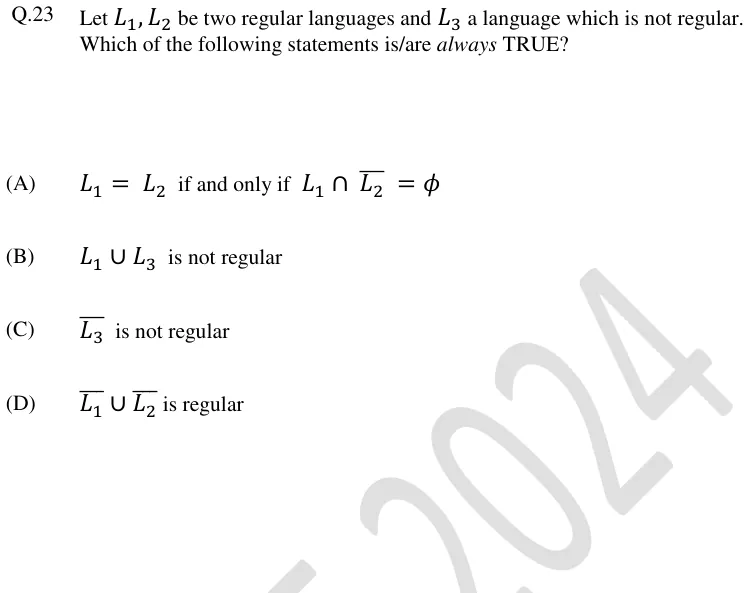 Q.23 Let L₁, L₂ be two regular languages and L₃ a language which is not regular.
Which of the following statements is/are always TRUE?
(A) L₁ = L₂ if and only if L₁ ∩ L̅₂ = ϕ
(B) L₁ ∪ L₃ is not regular
(C) L̅₃ is not regular
(D) L̅₁ ∪ L̅₂ is regular
2024